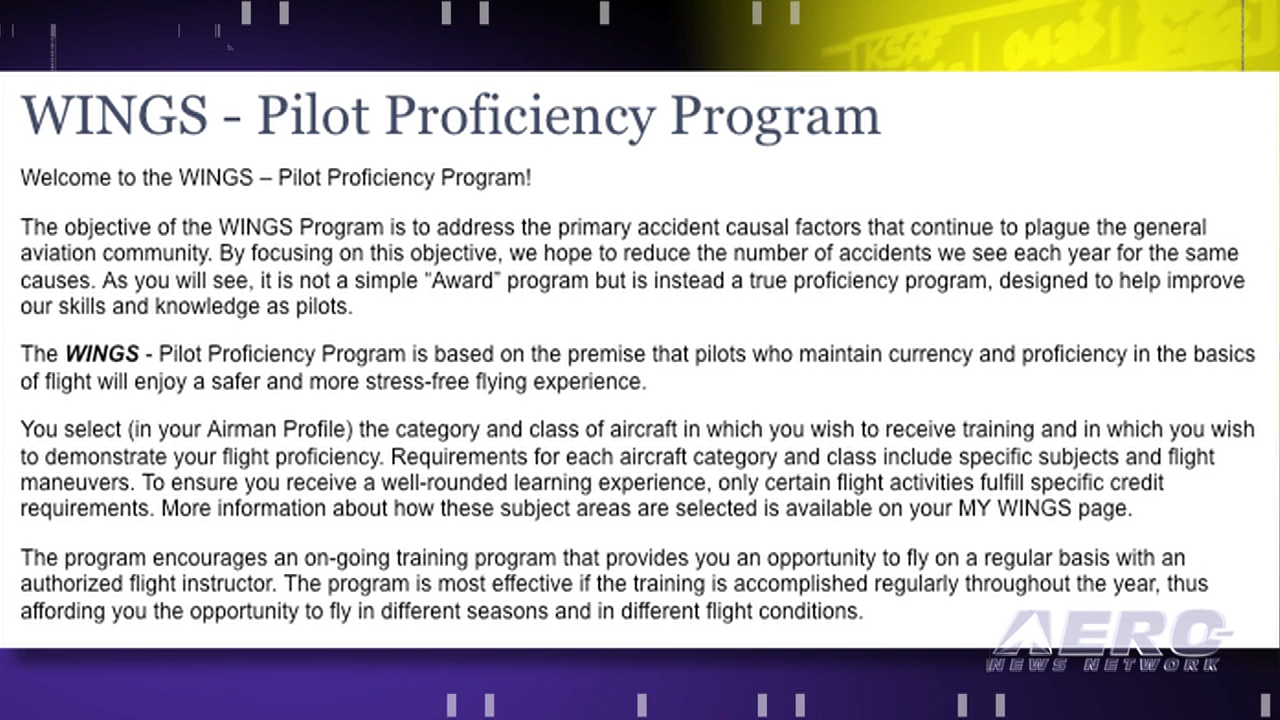 KSAF
WINGS - Pilot Proficiency Program
Welcome to the WINGS – Pilot Proficiency Program!
The objective of the WINGS Program is to address the primary accident causal factors that continue to plague the general
aviation community. By focusing on this objective, we hope to reduce the number of accidents we see each year for the same
causes. As you will see, it is not a simple “Award” program but is instead a true proficiency program, designed to help improve
our skills and knowledge as pilots.
The WINGS - Pilot Proficiency Program is based on the premise that pilots who maintain currency and proficiency in the basics
of flight will enjoy a safer and more stress-free flying experience.
You select (in your Airman Profile) the category and class of aircraft in which you wish to receive training and in which you wish
to demonstrate your flight proficiency. Requirements for each aircraft category and class include specific subjects and flight
maneuvers. To ensure you receive a well-rounded learning experience, only certain flight activities fulfill specific credit
requirements. More information about how these subject areas are selected is available on your MY WINGS page.
The program encourages an on-going training program that provides you an opportunity to fly on a regular basis with an
authorized flight instructor. The program is most effective if the training is accomplished regularly throughout the year, thus
affording you the opportunity to fly in different seasons and in different flight conditions.
AERO
NEWS NETWORK